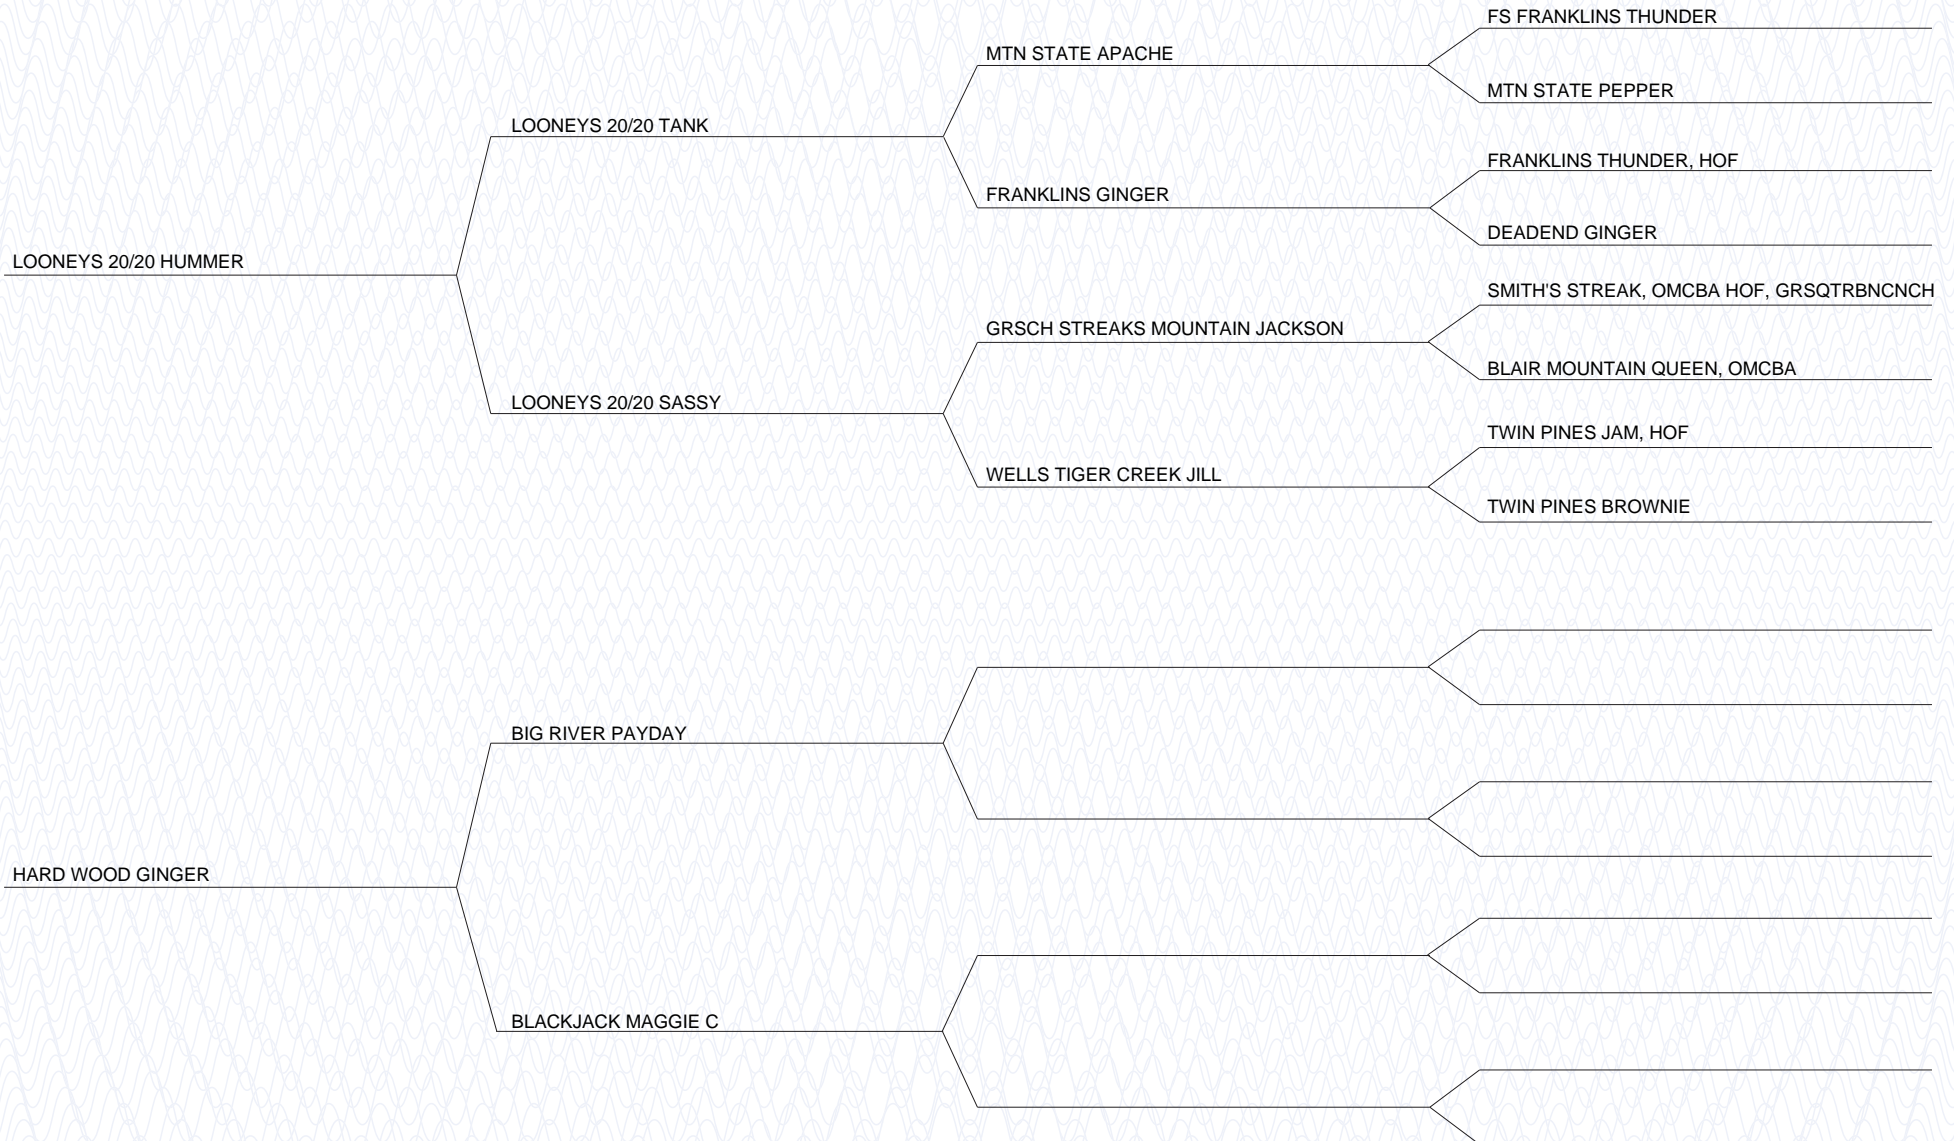 FS FRANKLINS THUNDER
MTN STATE APACHE
MTN STATE PEPPER
LOONEYS 20/20 TANK
FRANKLINS THUNDER, HOF
FRANKLINS GINGER
DEADEND GINGER
LOONEYS 20/20 HUMMER
SMITH'S STREAK, OMCBA HOF, GRSQTRBNCNCH
GRSCH STREAKS MOUNTAIN JACKSON
BLAIR MOUNTAIN QUEEN, OMCBA
LOONEYS 20/20 SASSY
TWIN PINES JAM, HOF
WELLS TIGER CREEK JILL
TWIN PINES BROWNIE
BIG RIVER PAYDAY
HARD WOOD GINGER
BLACKJACK MAGGIE C